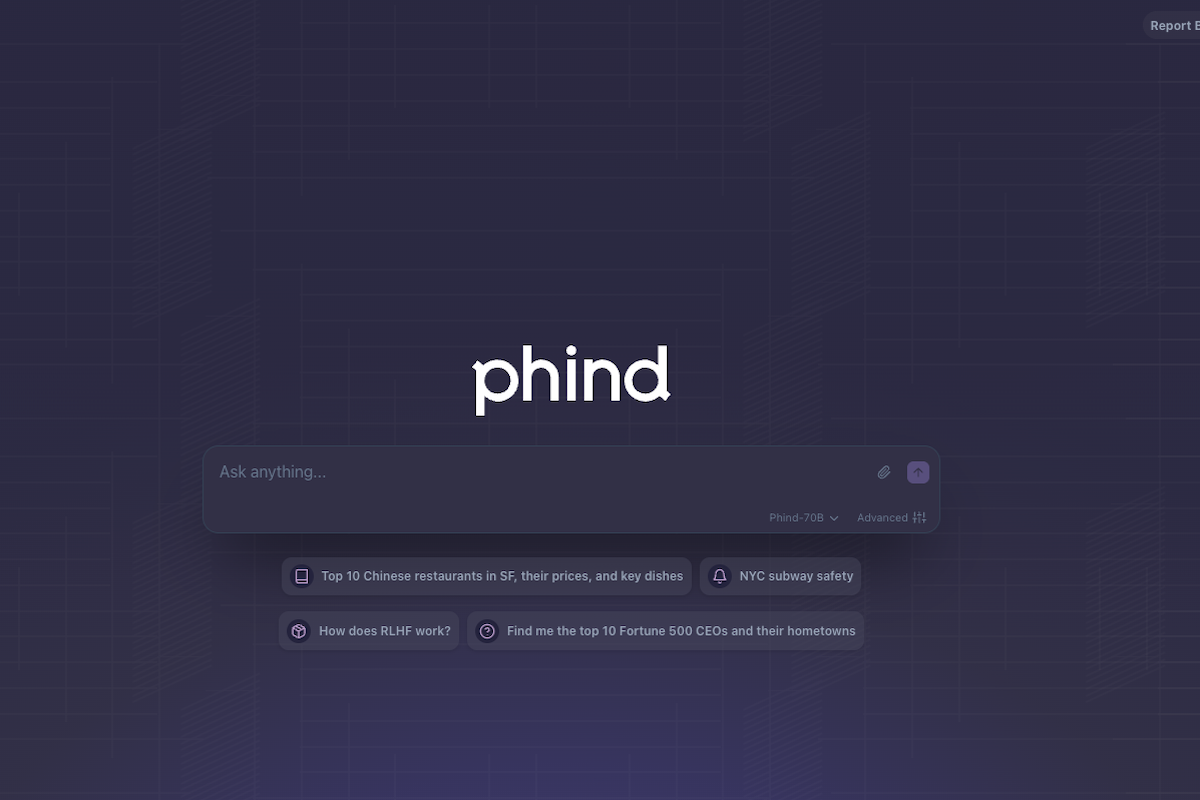 Report
phind
Ask anything...
Phind-70B Advanced
Top 10 Chinese restaurants in SF, their prices, and key dishes NYC subway safety
How does RLHF work? Find me the top 10 Fortune 500 CEOs and their hometowns